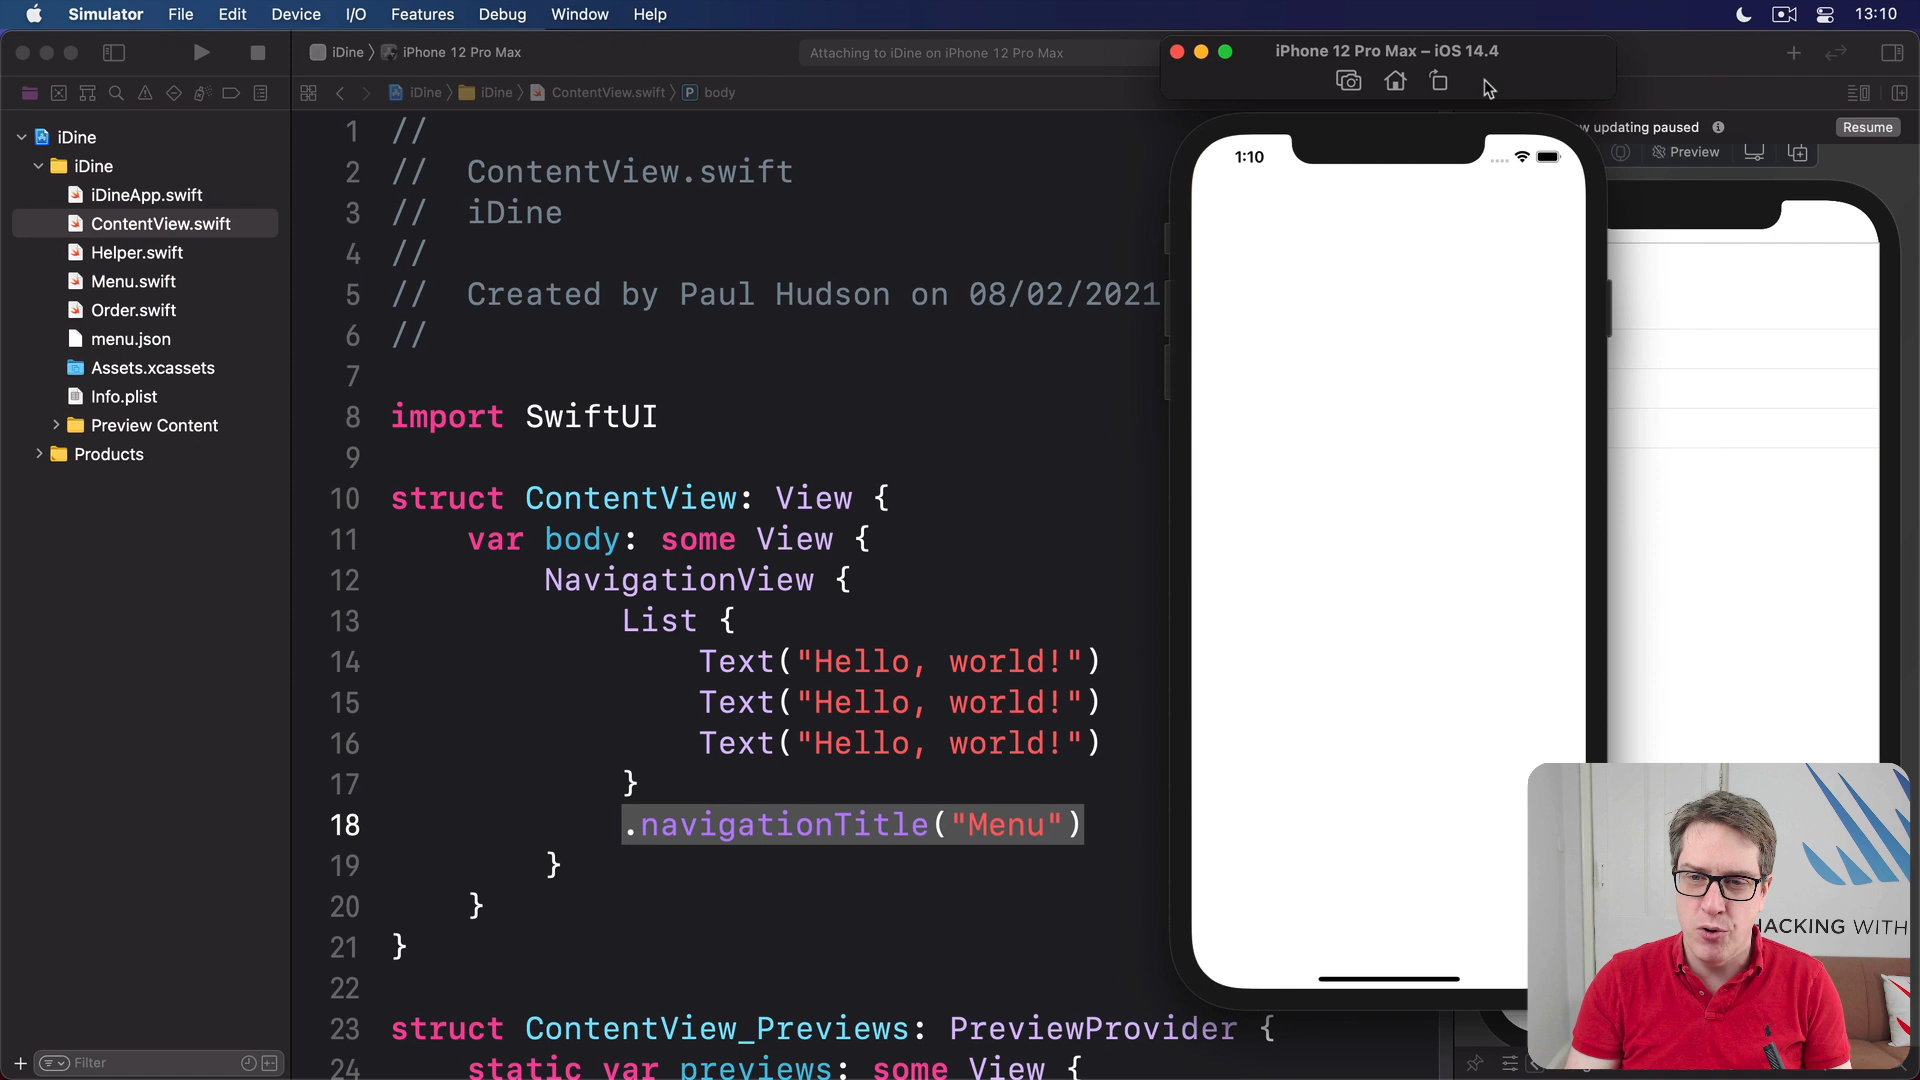 Simulator File Edit Device I/O Features Debug Window Help 13:10
iDine iPhone 12 Pro Max Attaching to iDine on iPhone 12 Pro Max iPhone 12 Pro Max – iOS 14.4
iDine iDine ContentView.swift P body
updating paused Resume
Preview
iDine
iDine
iDineApp.swift
ContentView.swift
Helper.swift
Menu.swift
Order.swift
menu.json
Assets.xcassets
Info.plist
Preview Content
Products
Filter
1 //
2 // ContentView.swift
3 // iDine
4 //
5 // Created by Paul Hudson on 08/02/2021
6 //
7
8 import SwiftUI
9
10 struct ContentView: View {
11 var body: some View {
12 NavigationView {
13 List {
14 Text("Hello, world!")
15 Text("Hello, world!")
16 Text("Hello, world!")
17 }
18 .navigationTitle("Menu")
19 }
20 }
21 }
22
23 struct ContentView_Previews: PreviewProvider {
24 static var previews: some View {
1:10
HACKING WITH